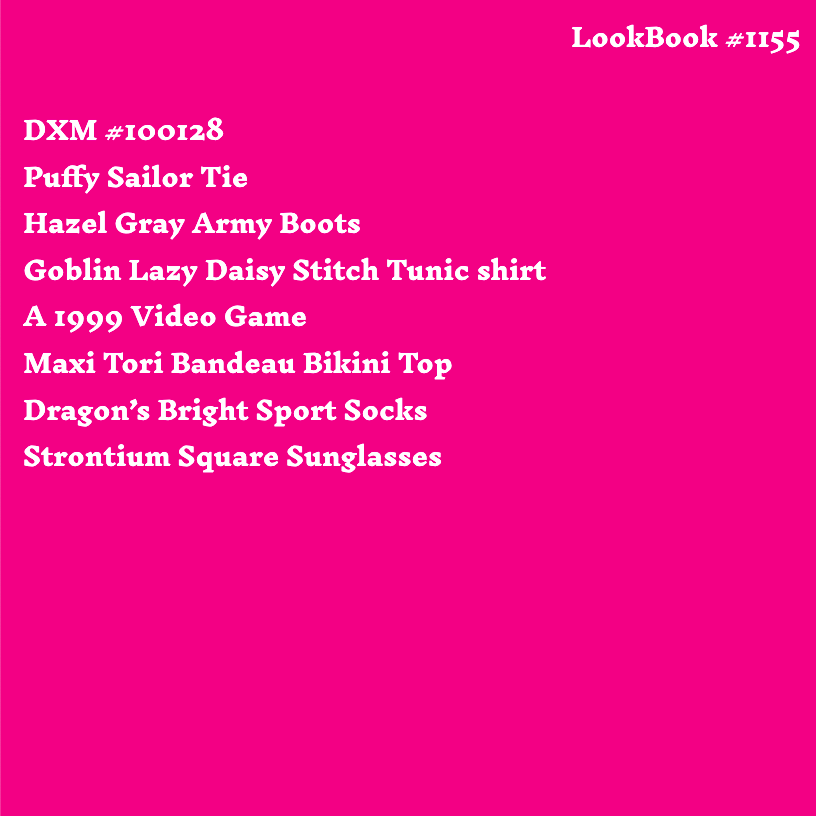 LookBook #1155
DXM #100128
Puffy Sailor Tie
Hazel Gray Army Boots
Goblin Lazy Daisy Stitch Tunic shirt
A 1999 Video Game
Maxi Tori Bandeau Bikini Top
Dragon’s Bright Sport Socks
Strontium Square Sunglasses